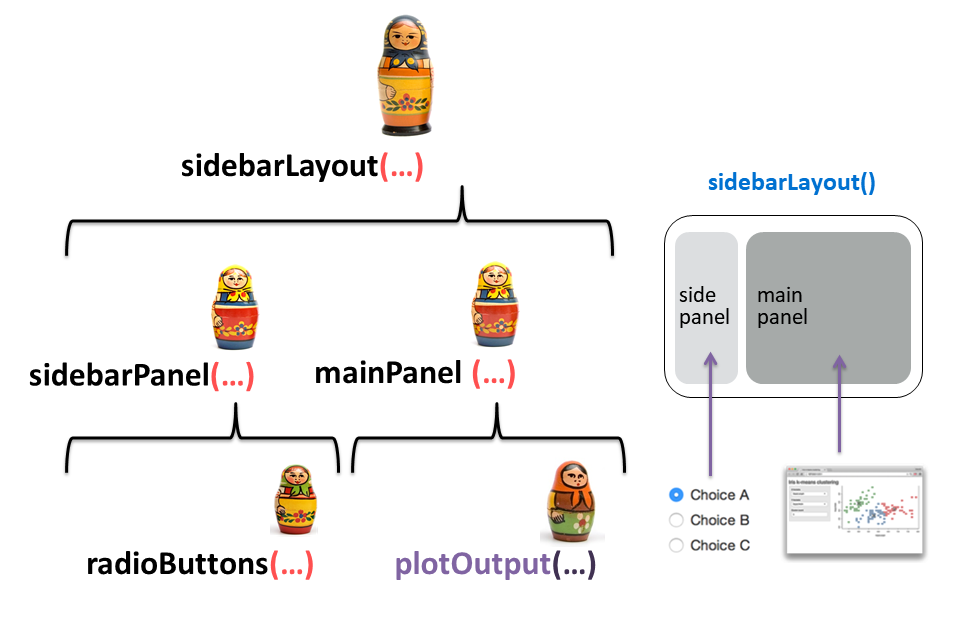 sidebarLayout(…)
sidebarLayout()
side
panel
main
panel
sidebarPanel(…)
mainPanel (…)
Choice A
Choice B
Choice C
radioButtons(…)
plotOutput(…)
Iris k-means clustering